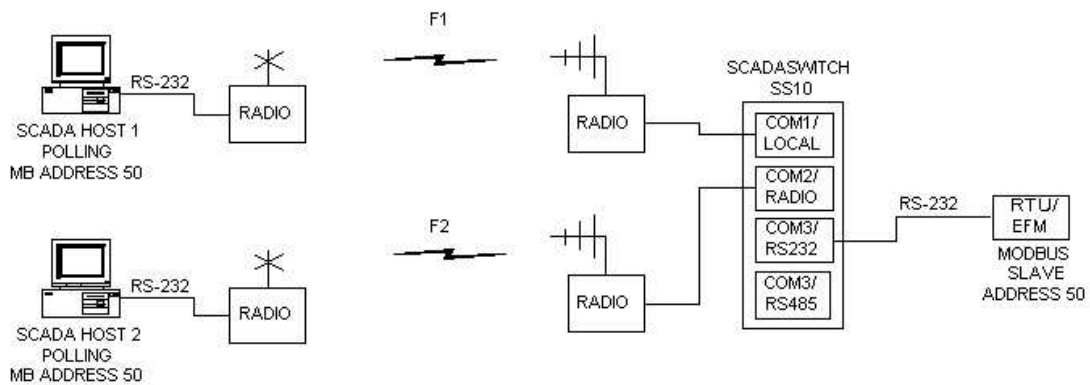 F1
SCADASWITCH
SS10
RS-232
RADIO
RADIO
COM1/
LOCAL
SCADA HOST 1
POLLING
MB ADDRESS 50
COM2/
RADIO
RS-232
RTU/
EFM
F2
COM3/
RS232
MODBUS
SLAVE
ADDRESS 50
RS-232
RADIO
RADIO
COM3/
RS485
SCADA HOST 2
POLLING
MB ADDRESS 50